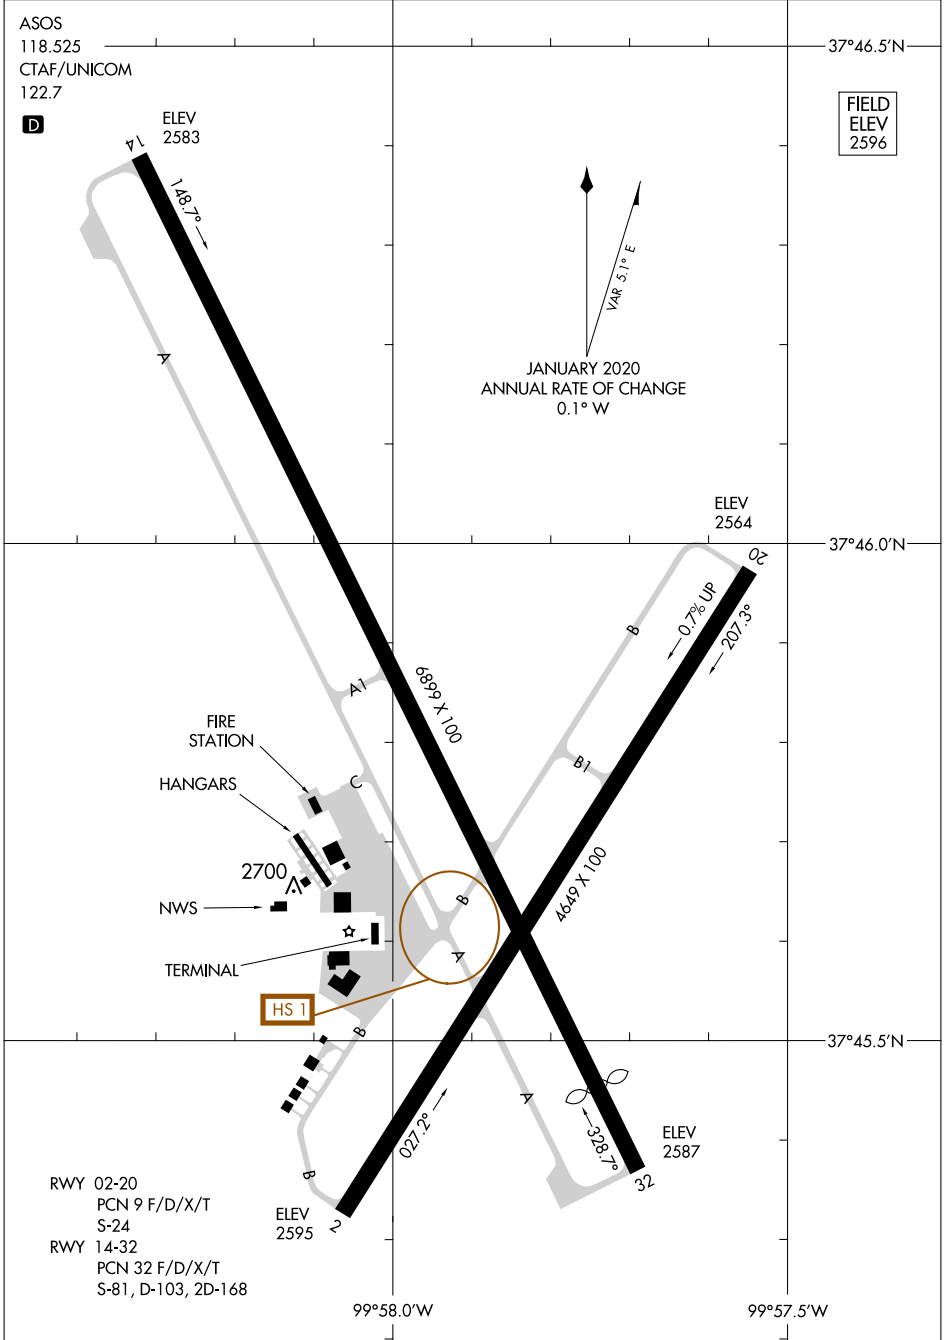 ASOS
118.525
CTAF/UNICOM
122.7
D
37°46.5'N
FIELD
ELEV
2596
ELEV
2583
14
148.7°
VAR 5.1° E
JANUARY 2020
ANNUAL RATE OF CHANGE
0.1° W
A
ELEV
2564
37°46.0'N
20
0.7% UP
207.3°
B
A1
6899 X 100
FIRE
STATION
B1
HANGARS
C
2700
4649 X 100
NWS
B
A
TERMINAL
HS 1
B
37°45.5'N
A
027.2°
328.7°
ELEV
2587
32
B
ELEV
2595
2
RWY 02-20
PCN 9 F/D/X/T
S-24
RWY 14-32
PCN 32 F/D/X/T
S-81, D-103, 2D-168
99°58.0'W
99°57.5'W